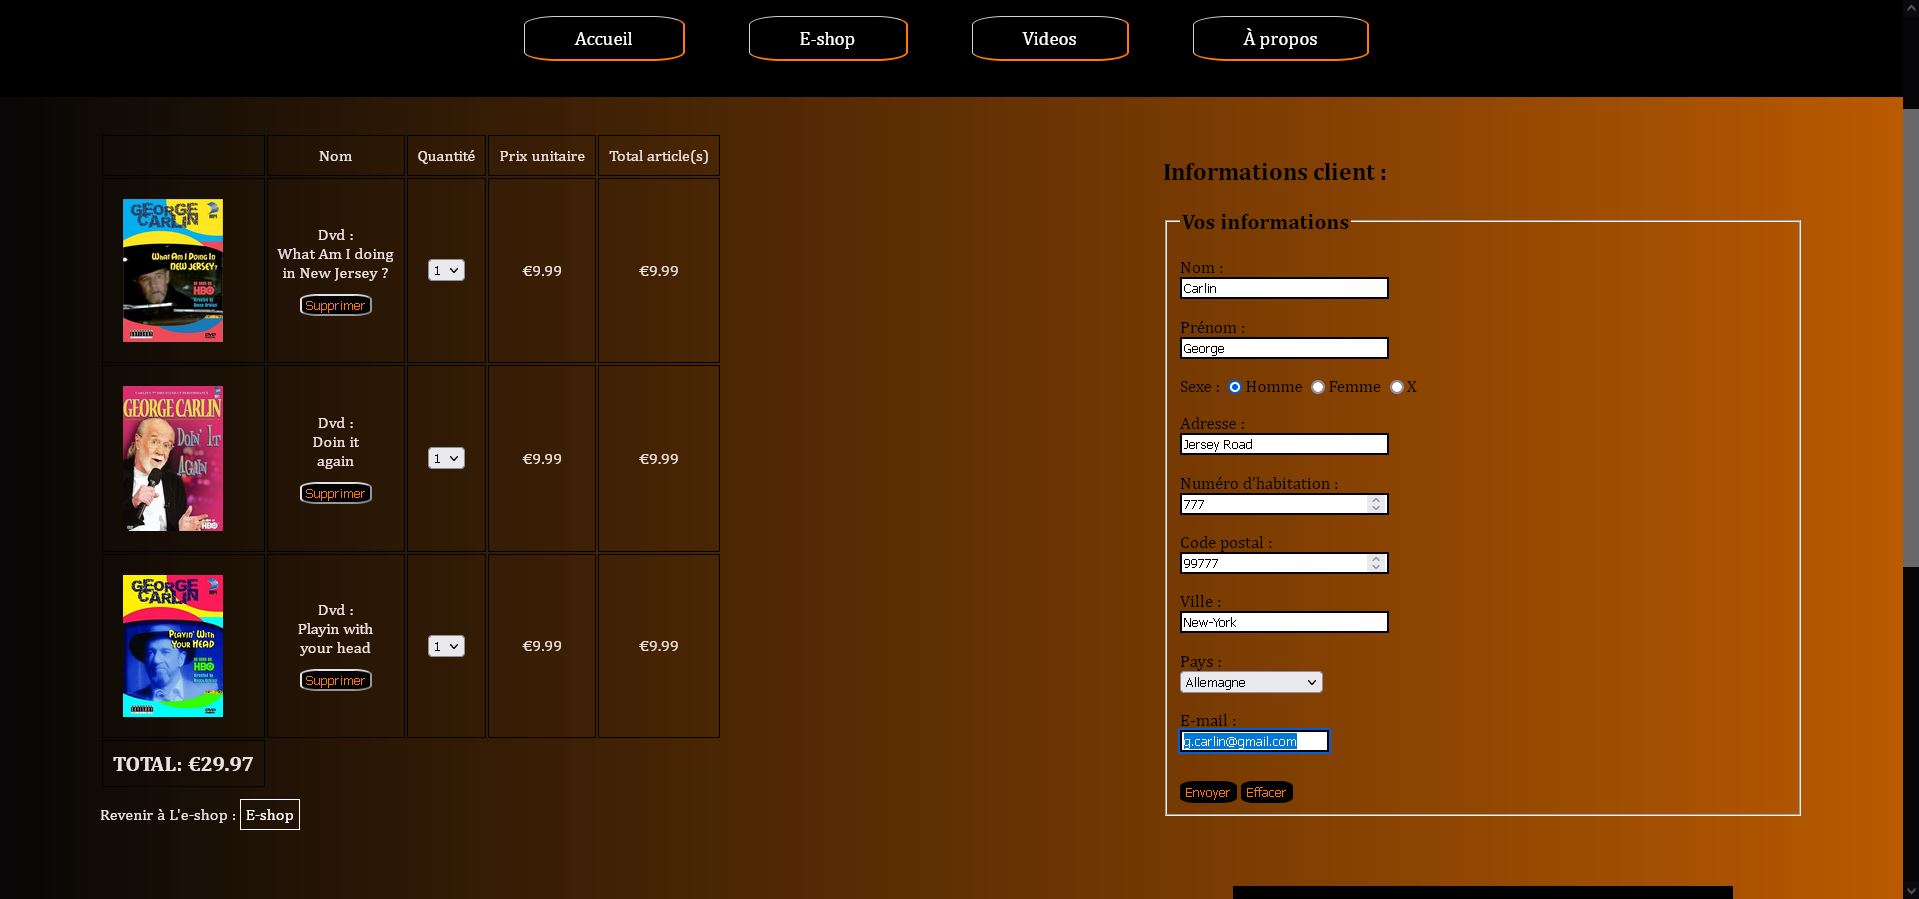 Accueil
E-shop
Videos
À propos
Nom
Quantité
Prix unitaire
Total article(s)
GEORGE
CARLIN
WHAT AM I DOING IN
NEW JERSEY?
HBO
DVD
Dvd :
What Am I doing
in New Jersey ?
Supprimer
1
€9.99
€9.99
GEORGE CARLIN
DOIN' IT
AGAIN
HBO
Dvd :
Doin it
again
Supprimer
1
€9.99
€9.99
GEORGE
CARLIN
PLAYIN' WITH
YOUR HEAD
HBO
DVD
Dvd :
Playin with
your head
Supprimer
1
€9.99
€9.99
TOTAL: €29.97
Revenir à L'e-shop : E-shop
Informations client :
Vos informations
Nom :
Carlin
Prénom :
George
Sexe : Homme Femme X
Adresse :
Jersey Road
Numéro d'habitation :
777
Code postal :
99777
Ville :
New-York
Pays :
Allemagne
E-mail :
g.carlin@gmail.com
Envoyer Effacer